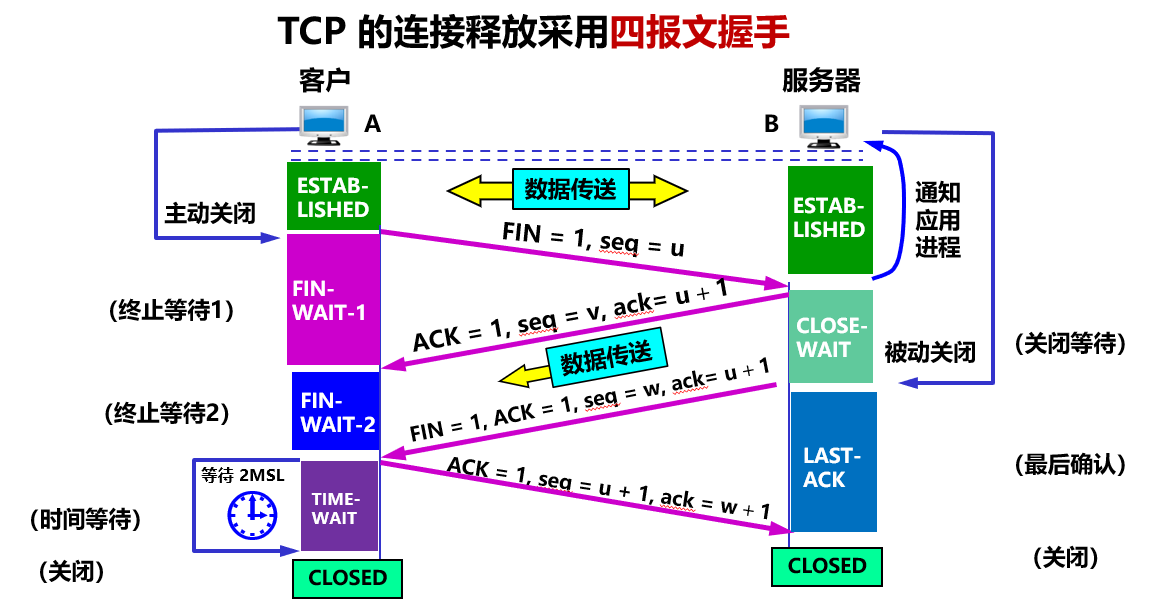 TCP 的连接释放采用四报文握手
客户
服务器
A
B
ESTAB-
LISHED
数据传送
ESTAB-
LISHED
通知
应用
进程
主动关闭
FIN = 1, seq = u
FIN-
WAIT-1
（终止等待1）
ACK = 1, seq = v, ack= u + 1
CLOSE-
WAIT
被动关闭
（关闭等待）
数据传送
FIN-
WAIT-2
（终止等待2）
FIN = 1, ACK = 1, seq = w, ack= u + 1
LAST-
ACK
（最后确认）
等待 2MSL
TIME-
WAIT
（时间等待）
ACK = 1, seq = u + 1, ack = w + 1
（关闭）
CLOSED
CLOSED
（关闭）